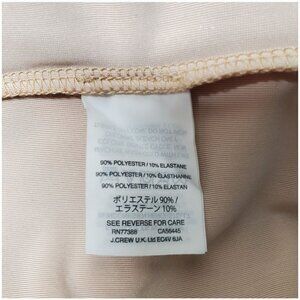 90% POLYESTER / 10% ELASTANE
90% POLYESTER / 10% ELASTHANNE
90% POLYESTER / 10% ELASTAN
ポリエステル 90% /
エラステーン 10%
SEE REVERSE FOR CARE
RN77388 CA56445
J.CREW U.K. Ltd EC4V 6JA